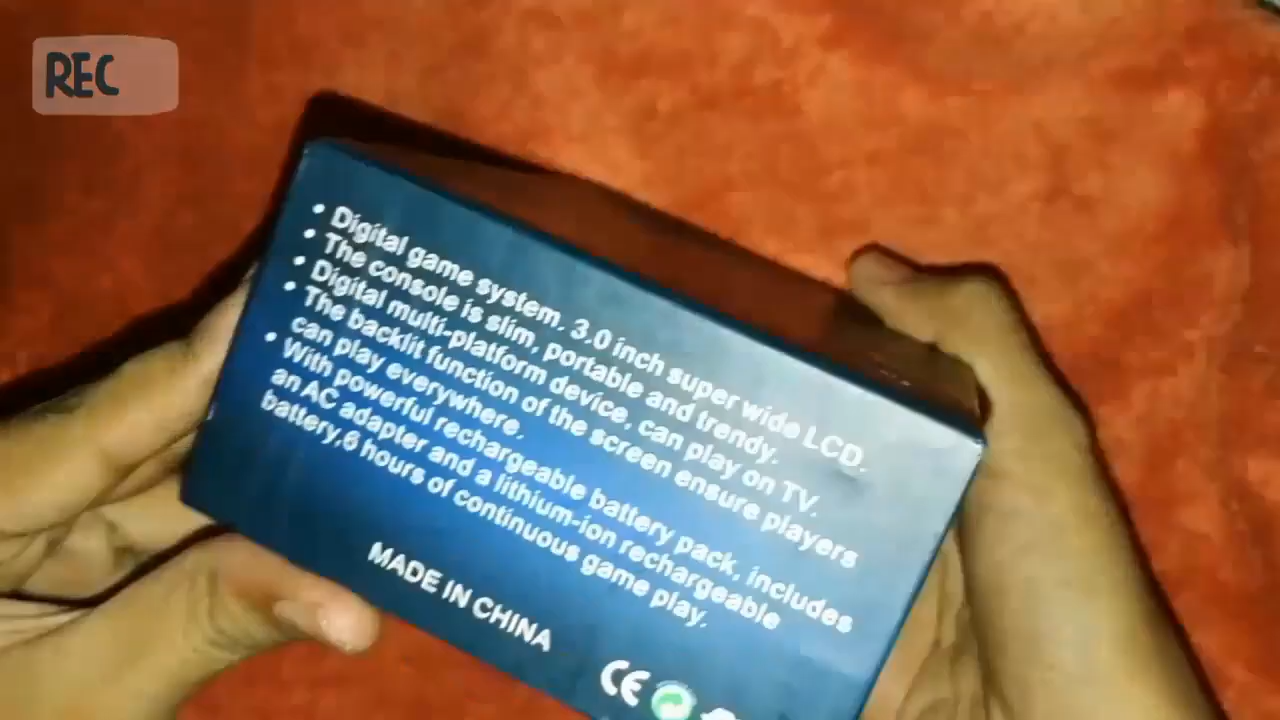 REC
• Digital game system, 3.0 inch super wide LCD.
• The console is slim, portable and trendy.
• Digital multi-platform device, can play on TV.
• The backlit function of the screen ensure players
can play everywhere.
• With powerful rechargeable battery pack, includes
an AC adapter and a lithium-ion rechargeable
battery,6 hours of continuous game play.
MADE IN CHINA
CE